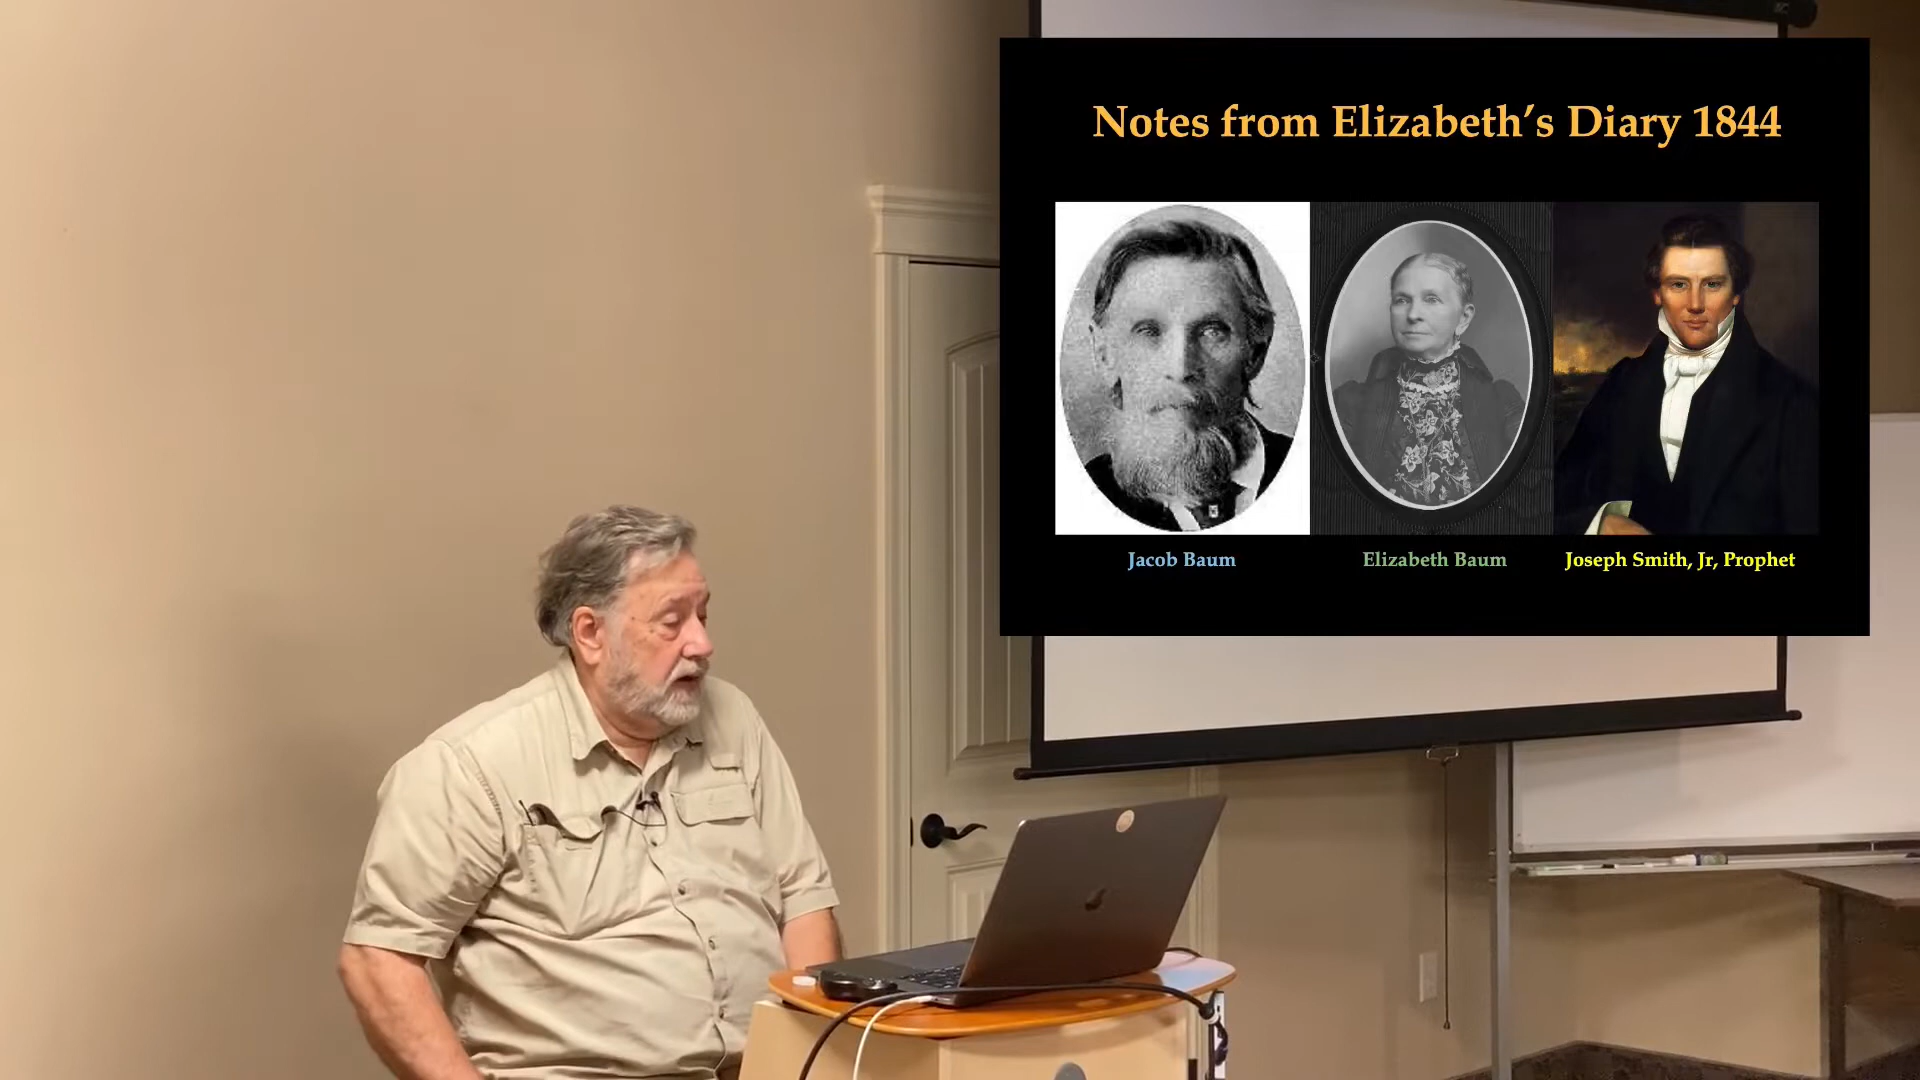 Notes from Elizabeth’s Diary 1844
Jacob Baum
Elizabeth Baum
Joseph Smith, Jr, Prophet